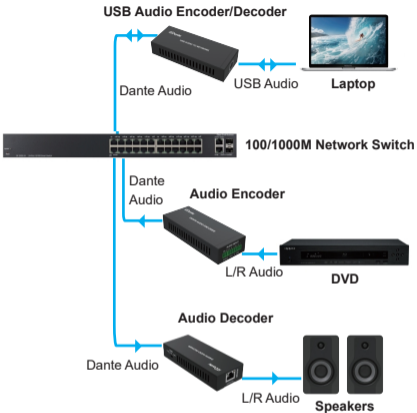 USB Audio Encoder/Decoder
Dante Audio
USB Audio
Laptop
100/1000M Network Switch
Dante
Audio
Audio Encoder
L/R Audio
DVD
Audio Decoder
Dante Audio
L/R Audio
Speakers